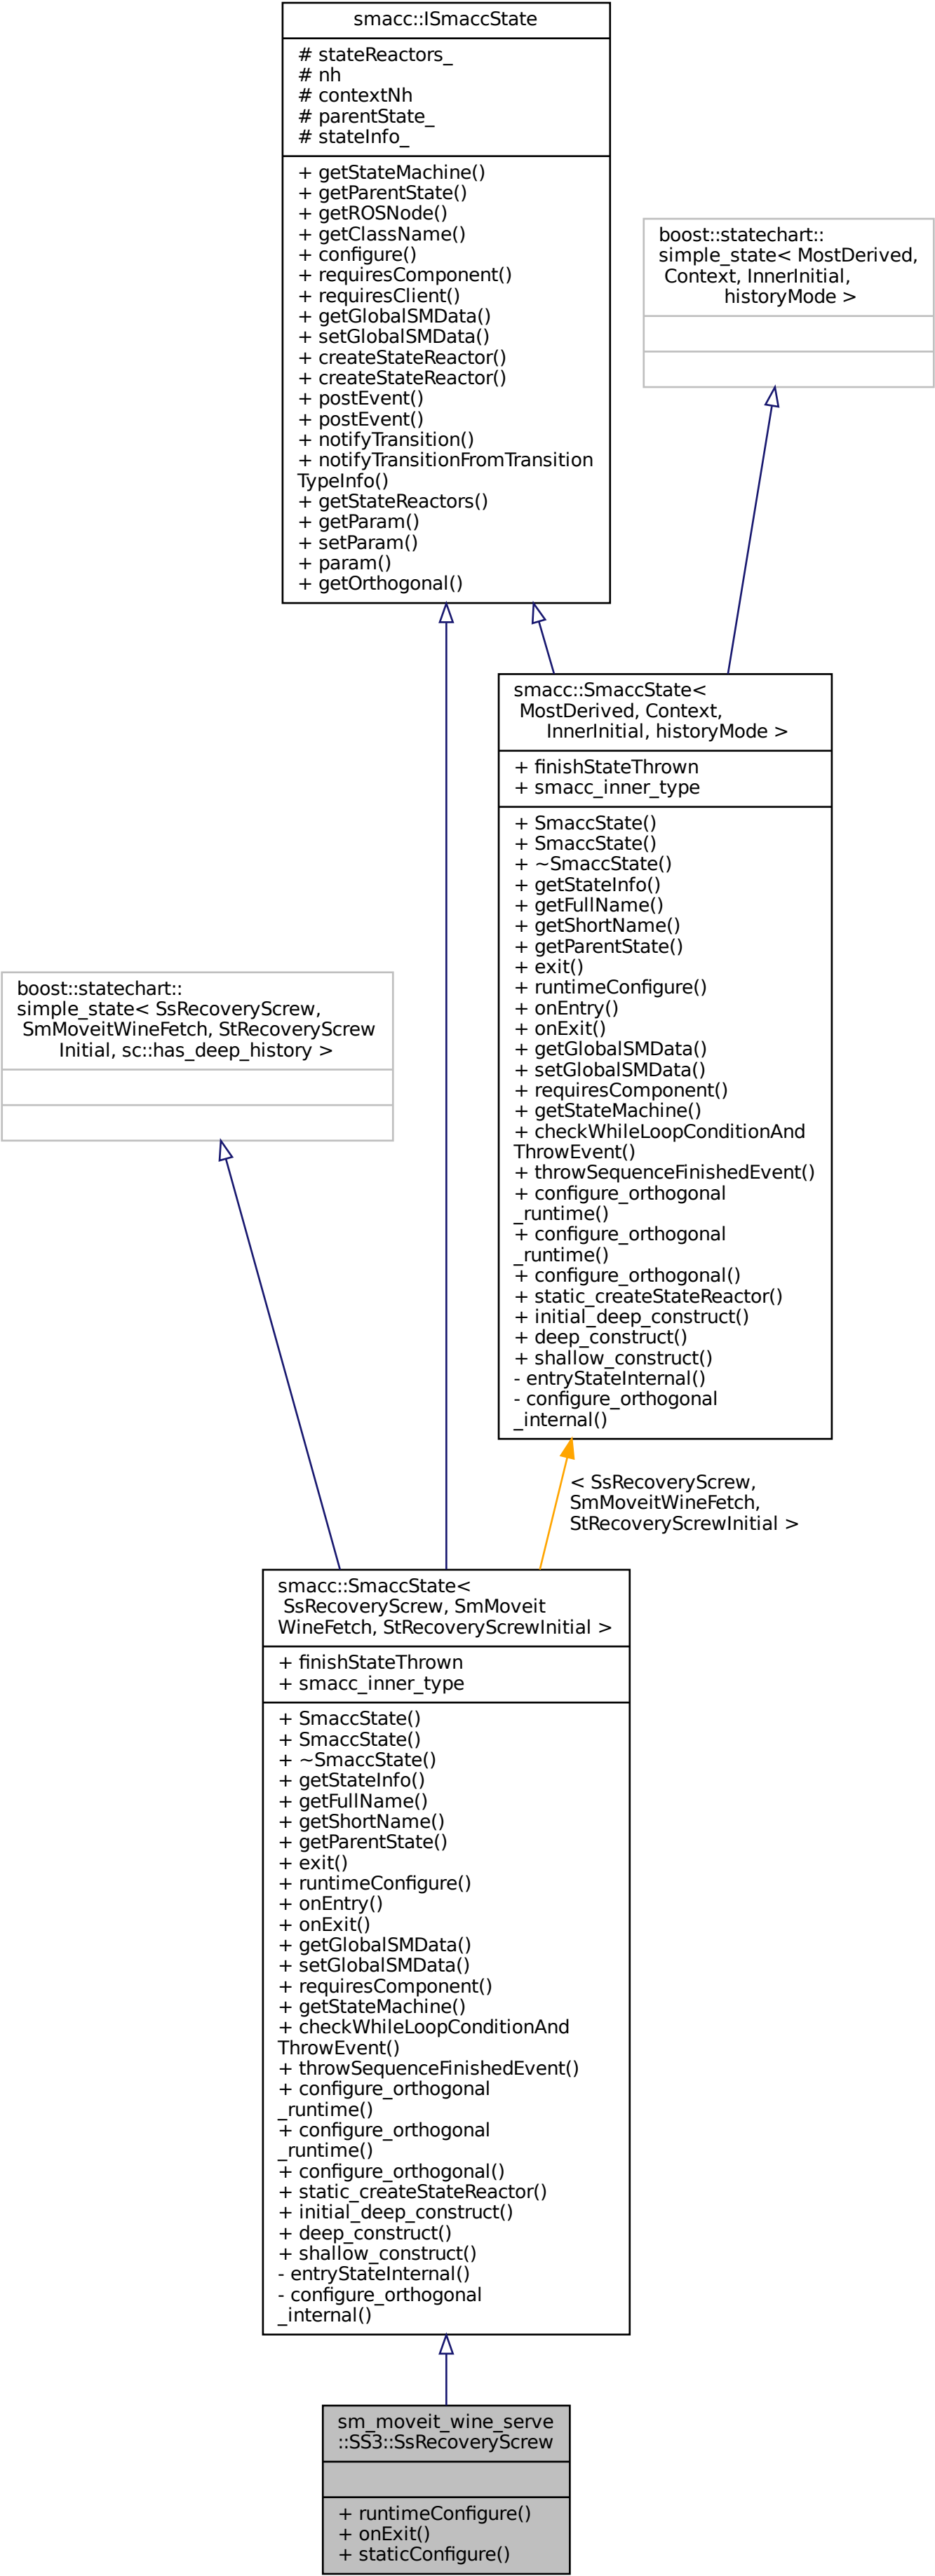 smacc::ISmaccState
# stateReactors_
# nh
# contextNh
# parentState_
# stateInfo_
+ getStateMachine()
+ getParentState()
+ getROSNode()
+ getClassName()
+ configure()
+ requiresComponent()
+ requiresClient()
+ getGlobalSMData()
+ setGlobalSMData()
+ createStateReactor()
+ createStateReactor()
+ postEvent()
+ postEvent()
+ notifyTransition()
+ notifyTransitionFromTransition
TypeInfo()
+ getStateReactors()
+ getParam()
+ setParam()
+ param()
+ getOrthogonal()
boost::statechart::
simple_state< MostDerived,
Context, InnerInitial,
historyMode >
smacc::SmaccState<
MostDerived, Context,
InnerInitial, historyMode >
+ finishStateThrown
+ smacc_inner_type
+ SmaccState()
+ SmaccState()
+ ~SmaccState()
+ getStateInfo()
+ getFullName()
+ getShortName()
+ getParentState()
+ exit()
+ runtimeConfigure()
+ onEntry()
+ onExit()
+ getGlobalSMData()
+ setGlobalSMData()
+ requiresComponent()
+ getStateMachine()
+ checkWhileLoopConditionAnd
ThrowEvent()
+ throwSequenceFinishedEvent()
+ configure_orthogonal
_runtime()
+ configure_orthogonal
_runtime()
+ configure_orthogonal()
+ static_createStateReactor()
+ initial_deep_construct()
+ deep_construct()
+ shallow_construct()
- entryStateInternal()
- configure_orthogonal
_internal()
boost::statechart::
simple_state< SsRecoveryScrew,
SmMoveitWineFetch, StRecoveryScrew
Initial, sc::has_deep_history >
< SsRecoveryScrew,
SmMoveitWineFetch,
StRecoveryScrewInitial >
smacc::SmaccState<
SsRecoveryScrew, SmMoveit
WineFetch, StRecoveryScrewInitial >
+ finishStateThrown
+ smacc_inner_type
+ SmaccState()
+ SmaccState()
+ ~SmaccState()
+ getStateInfo()
+ getFullName()
+ getShortName()
+ getParentState()
+ exit()
+ runtimeConfigure()
+ onEntry()
+ onExit()
+ getGlobalSMData()
+ setGlobalSMData()
+ requiresComponent()
+ getStateMachine()
+ checkWhileLoopConditionAnd
ThrowEvent()
+ throwSequenceFinishedEvent()
+ configure_orthogonal
_runtime()
+ configure_orthogonal
_runtime()
+ configure_orthogonal()
+ static_createStateReactor()
+ initial_deep_construct()
+ deep_construct()
+ shallow_construct()
- entryStateInternal()
- configure_orthogonal
_internal()
sm_moveit_wine_serve
::SS3::SsRecoveryScrew
+ runtimeConfigure()
+ onExit()
+ staticConfigure()